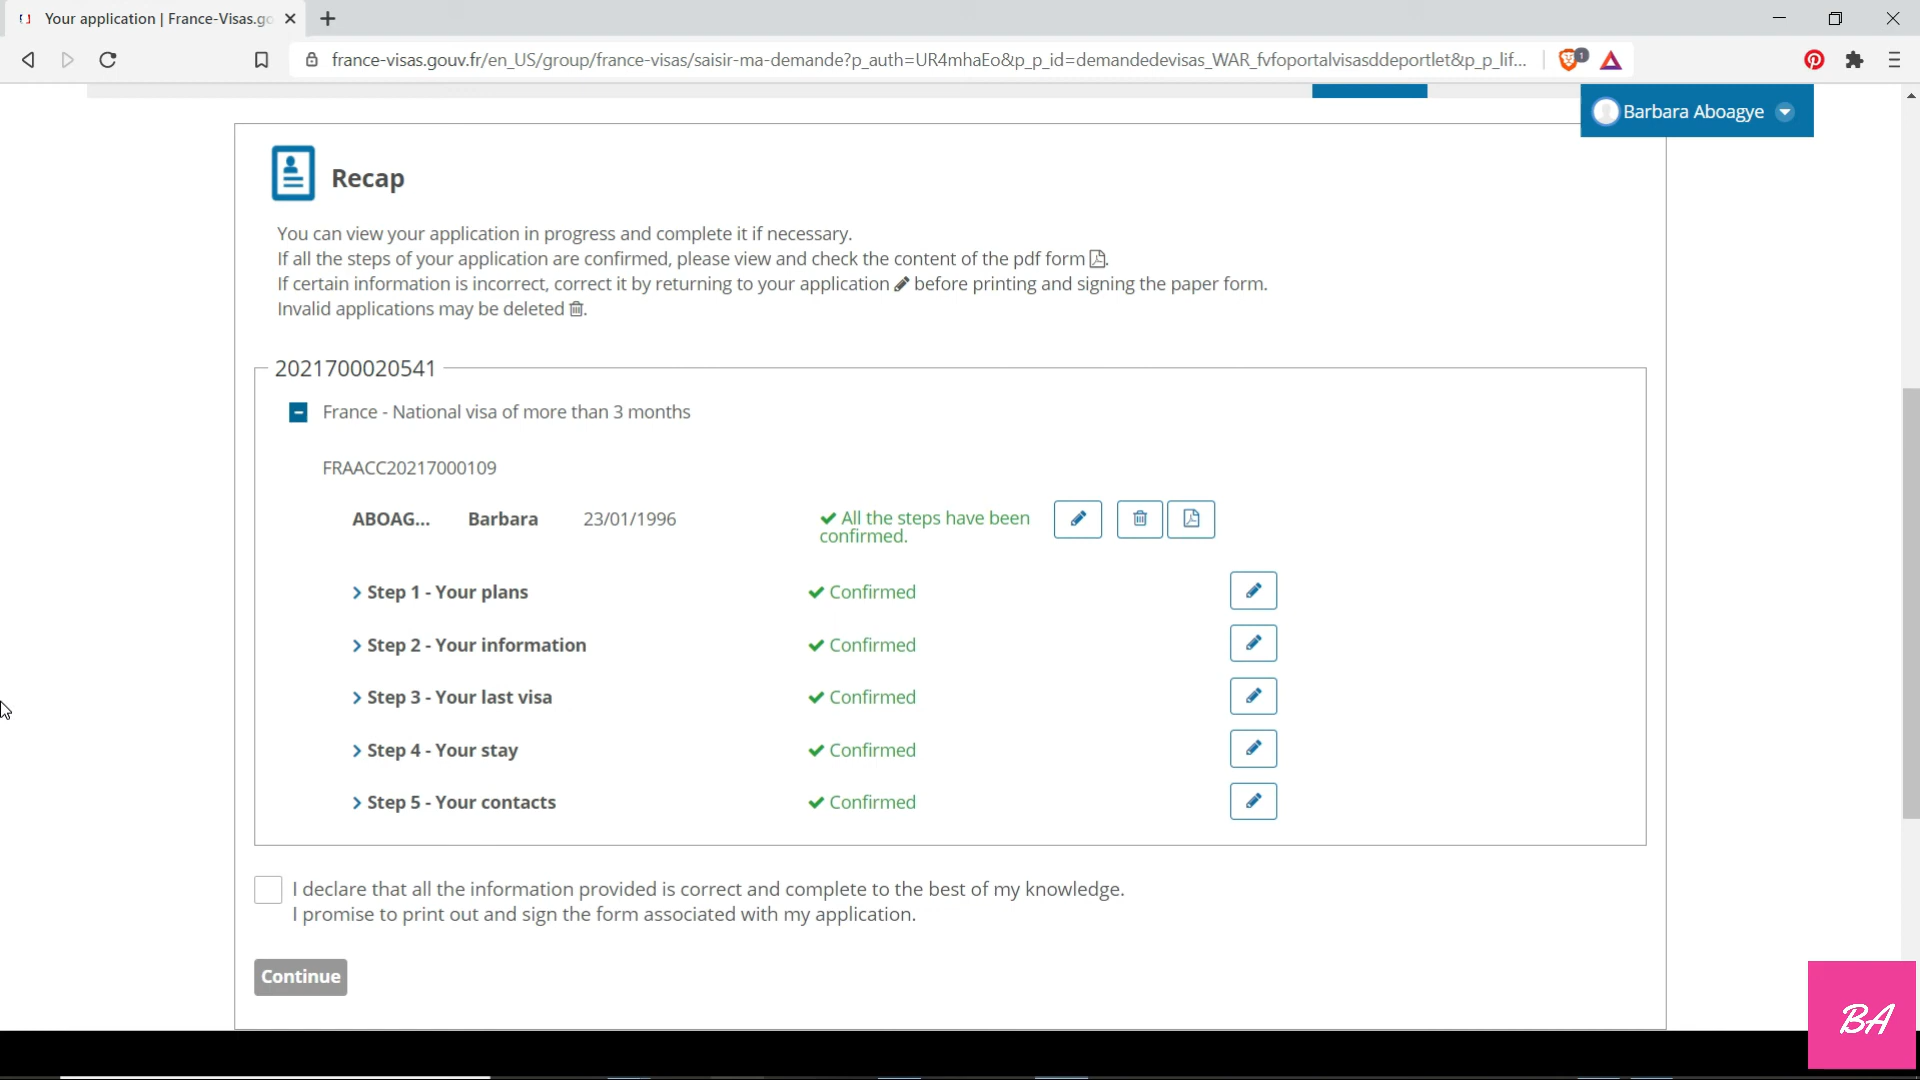 Your application | France-Visas.go
france-visas.gouv.fr/en_US/group/france-visas/saisir-ma-demande?p_auth=UR4mhaEo&p_p_id=demandedevisas_WAR_fvfoportalvisasddeportlet&p_p_lif...
1
Barbara Aboagye
Recap
You can view your application in progress and complete it if necessary.
If all the steps of your application are confirmed, please view and check the content of the pdf form .
If certain information is incorrect, correct it by returning to your application before printing and signing the paper form.
Invalid applications may be deleted .
2021700020541
France - National visa of more than 3 months
FRAACC20217000109
ABOAG... Barbara 23/01/1996 All the steps have been
confirmed.
Step 1 - Your plans Confirmed
Step 2 - Your information Confirmed
Step 3 - Your last visa Confirmed
Step 4 - Your stay Confirmed
Step 5 - Your contacts Confirmed
I declare that all the information provided is correct and complete to the best of my knowledge.
I promise to print out and sign the form associated with my application.
Continue
BA